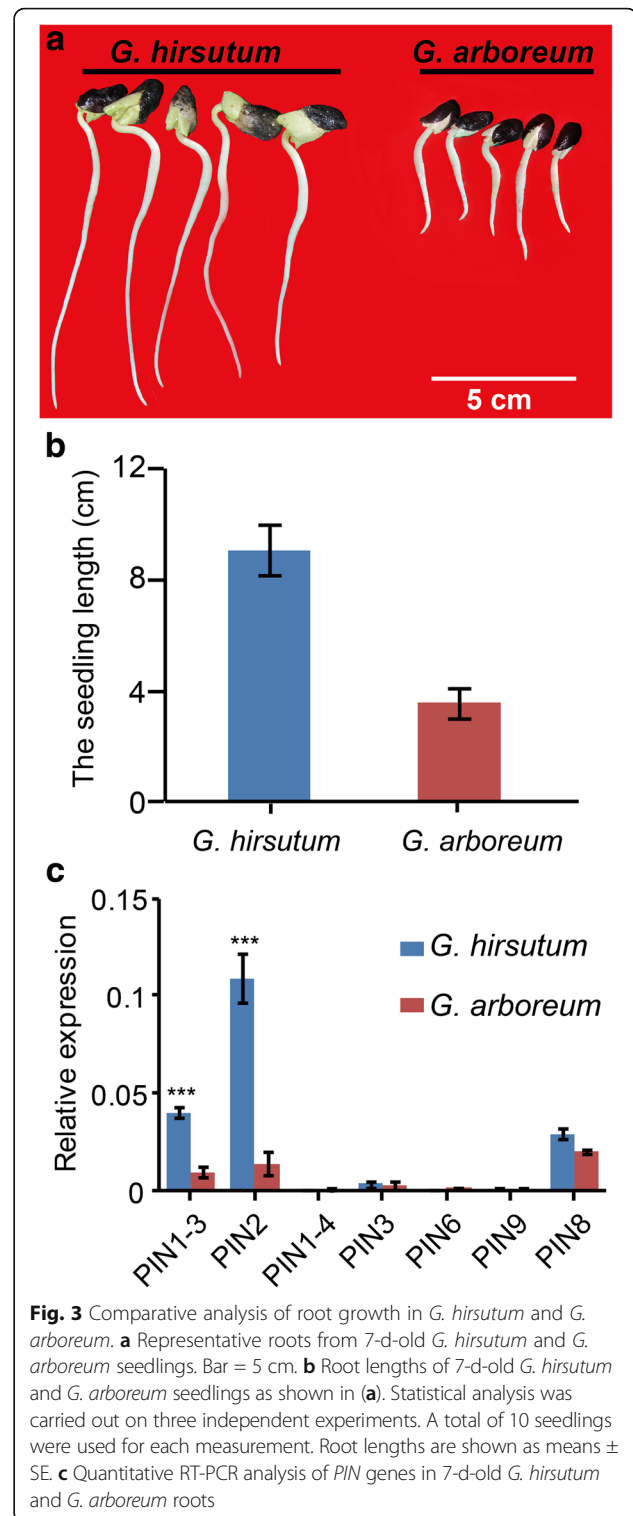 a
G. hirsutum G. arboreum
5 cm
b
The seedling length (cm)
12
8
4
0
G. hirsutum G. arboreum
c
Relative expression
0.15
0.1
0.05
0
***
***
G. hirsutum
G. arboreum
PIN1-3 PIN2 PIN1-4 PIN3 PIN6 PIN9 PIN8
Fig. 3 Comparative analysis of root growth in G. hirsutum and G.
arboreum. a Representative roots from 7-d-old G. hirsutum and G.
arboreum seedlings. Bar = 5 cm. b Root lengths of 7-d-old G. hirsutum
and G. arboreum seedlings as shown in (a). Statistical analysis was
carried out on three independent experiments. A total of 10 seedlings
were used for each measurement. Root lengths are shown as means ±
SE. c Quantitative RT-PCR analysis of PIN genes in 7-d-old G. hirsutum
and G. arboreum roots